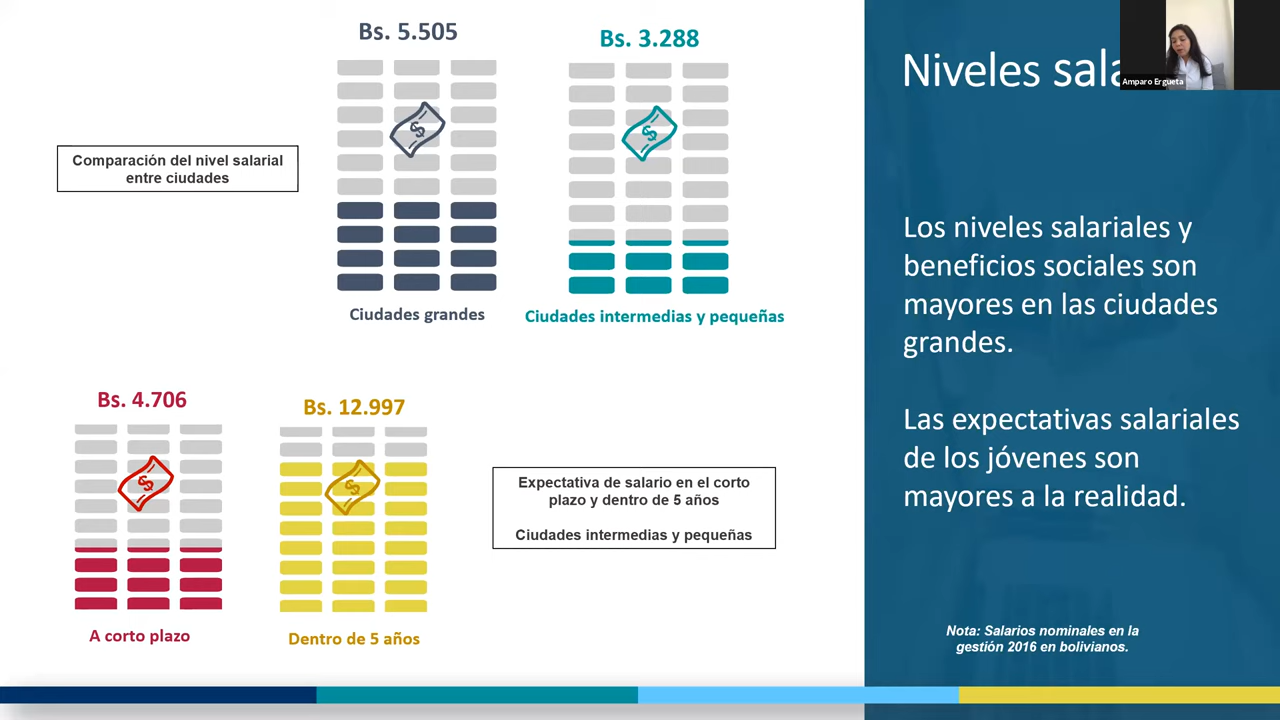 Bs. 5.505
Bs. 3.288
Comparación del nivel salarial
entre ciudades
$
$
Ciudades grandes
Ciudades intermedias y pequeñas
Bs. 4.706
Bs. 12.997
$
$
Expectativa de salario en el corto
plazo y dentro de 5 años
Ciudades intermedias y pequeñas
A corto plazo
Dentro de 5 años
Niveles sala
Amparo Ergueta
Los niveles salariales y
beneficios sociales son
mayores en las ciudades
grandes.
Las expectativas salariales
de los jóvenes son
mayores a la realidad.
Nota: Salarios nominales en la
gestión 2016 en bolivianos.